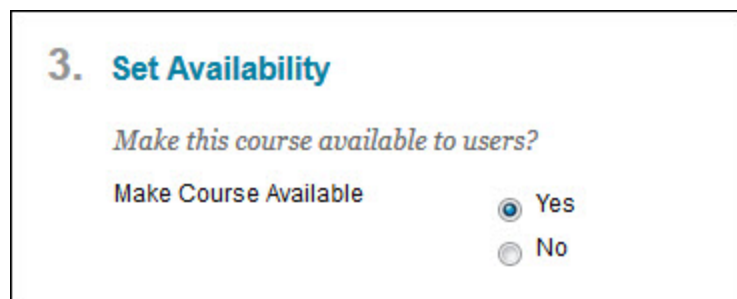 3. Set Availability
Make this course available to users?
Make Course Available
Yes
No